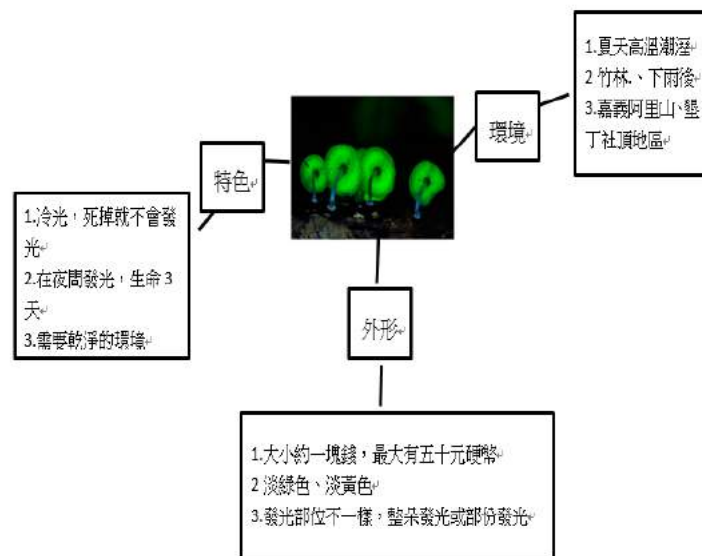 特色
1.冷光，死掉就不會發
光
2.在夜間發光，生命3
天
3.需要乾淨的環境
環境
1.夏天高溫潮溼
2 竹林.、下雨後
3.嘉義阿里山、墾
丁社頂地區
外形
1.大小約一塊錢，最大有五十元硬幣
2 淡綠色、淡黃色
3.發光部位不一樣，整朵發光或部份發光